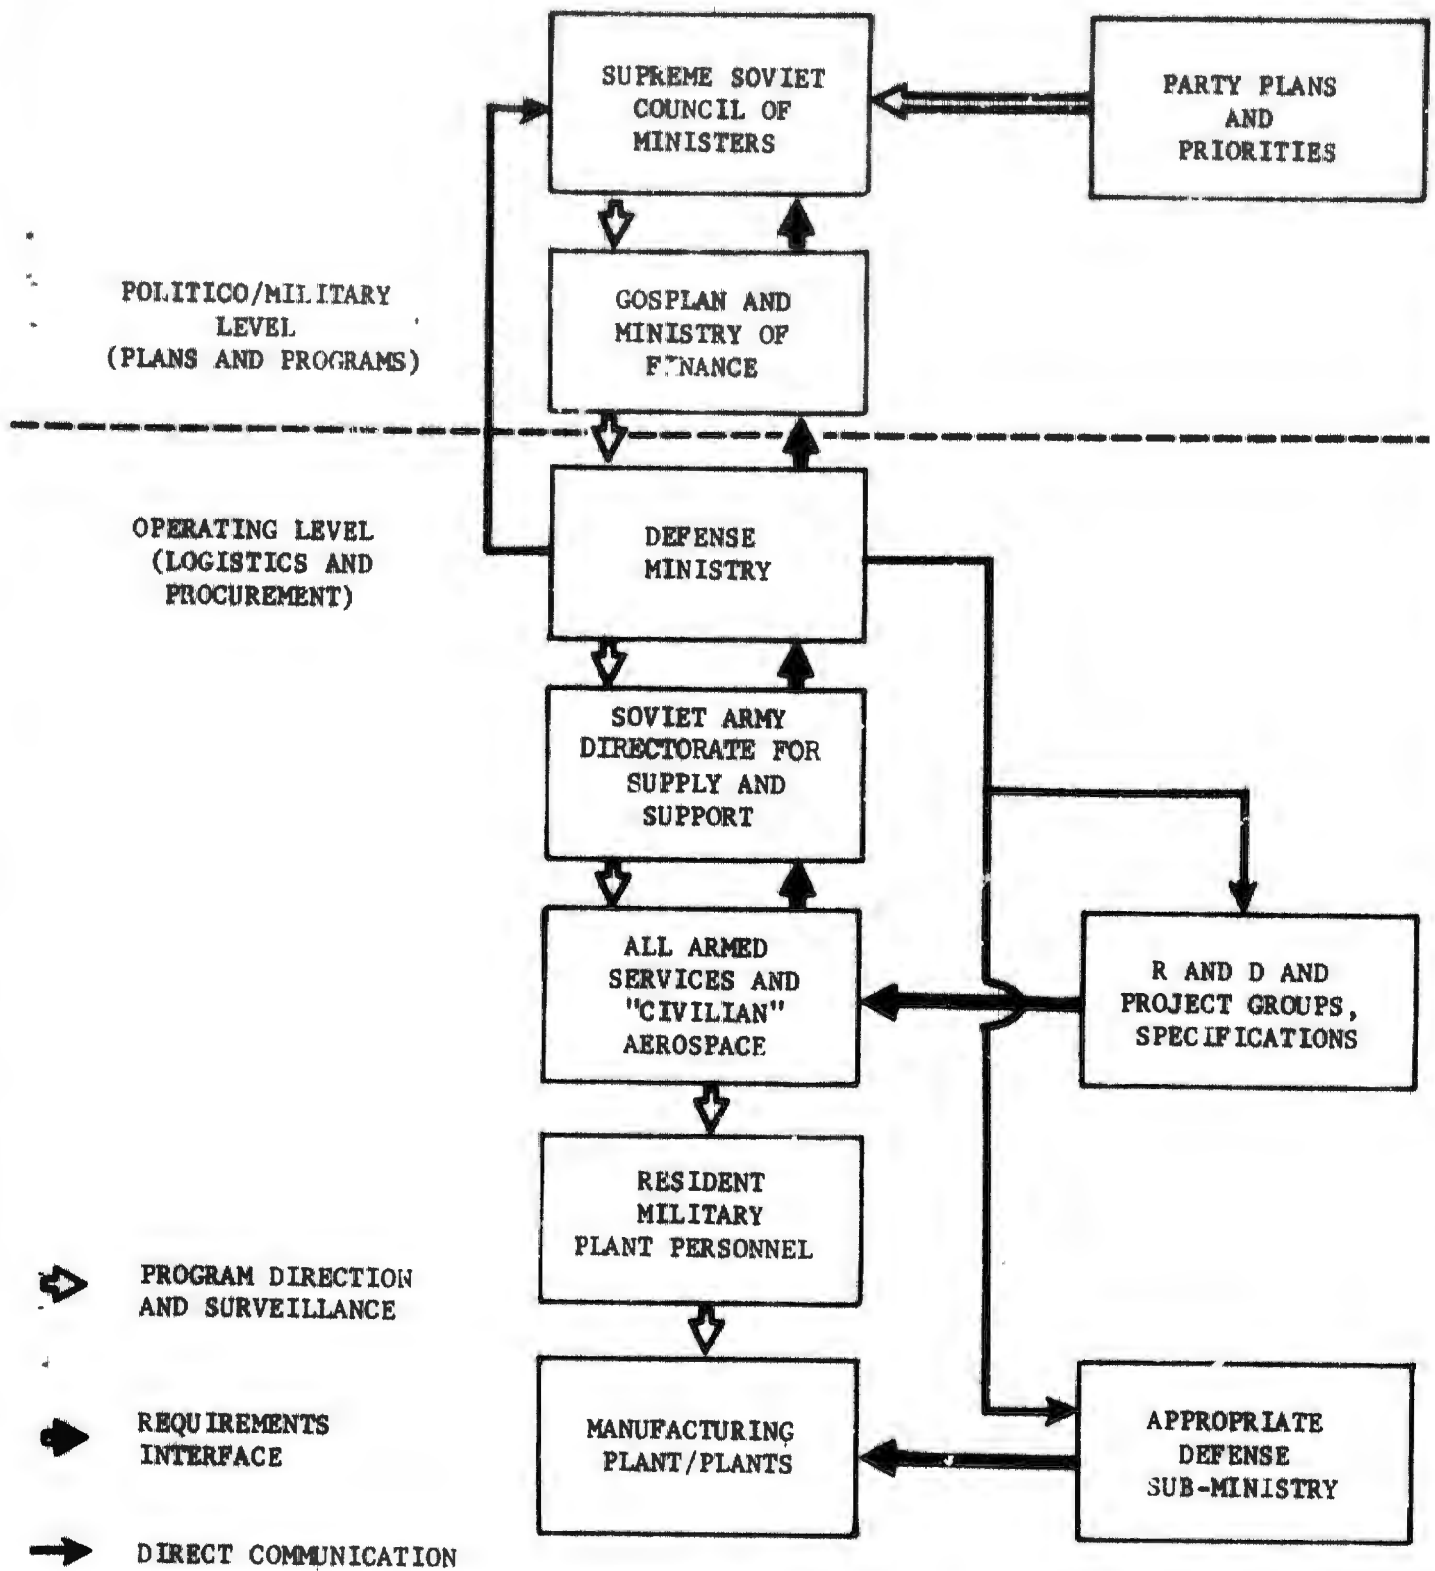 SUPREME SOVIET
COUNCIL OF
MINISTERS
PARTY PLANS
AND
PRIORITIES
POLITICO/MILITARY
LEVEL
(PLANS AND PROGRAMS)
GOSPLAN AND
MINISTRY OF
FINANCE
OPERATING LEVEL
(LOGISTICS AND
PROCUREMENT)
DEFENSE
MINISTRY
SOVIET ARMY
DIRECTORATE FOR
SUPPLY AND
SUPPORT
ALL ARMED
SERVICES AND
"CIVILIAN"
AEROSPACE
R AND D AND
PROJECT GROUPS,
SPECIFICATIONS
RESIDENT
MILITARY
PLANT PERSONNEL
PROGRAM DIRECTION
AND SURVEILLANCE
MANUFACTURING
PLANT/PLANTS
APPROPRIATE
DEFENSE
SUB-MINISTRY
REQUIREMENTS
INTERFACE
DIRECT COMMUNICATION